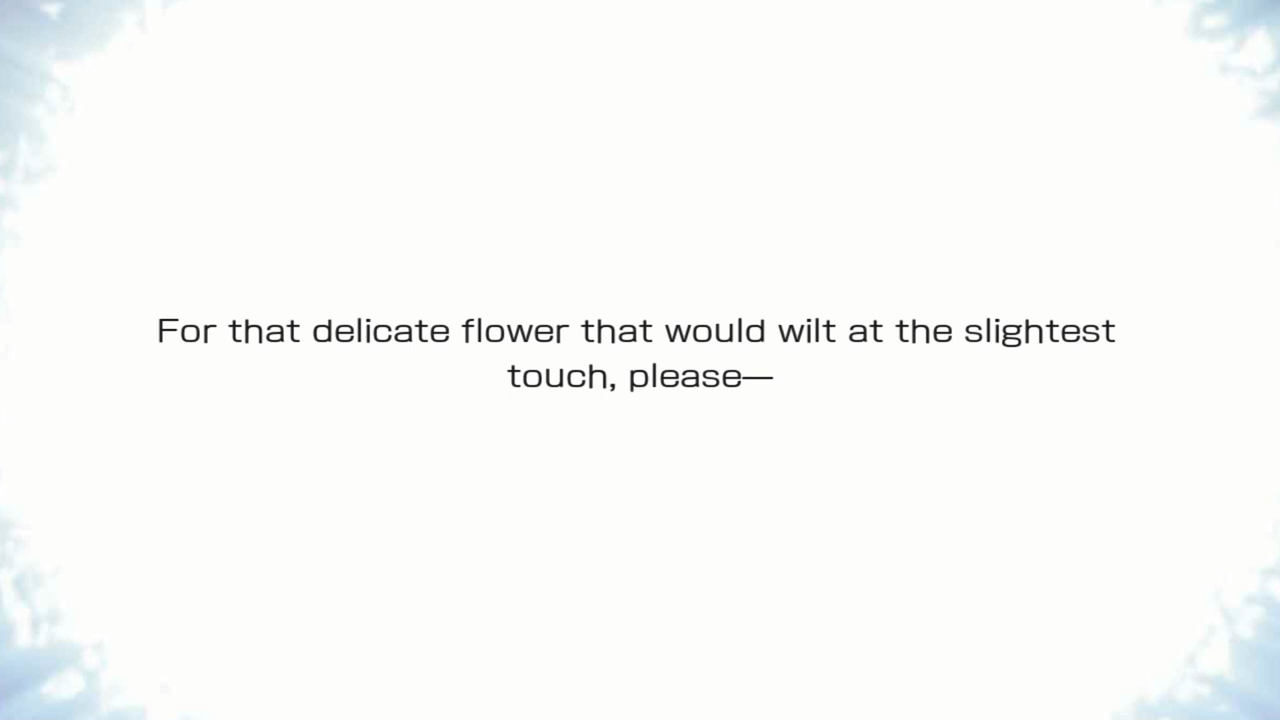 For that delicate flower that would wilt at the slightest
touch, please—